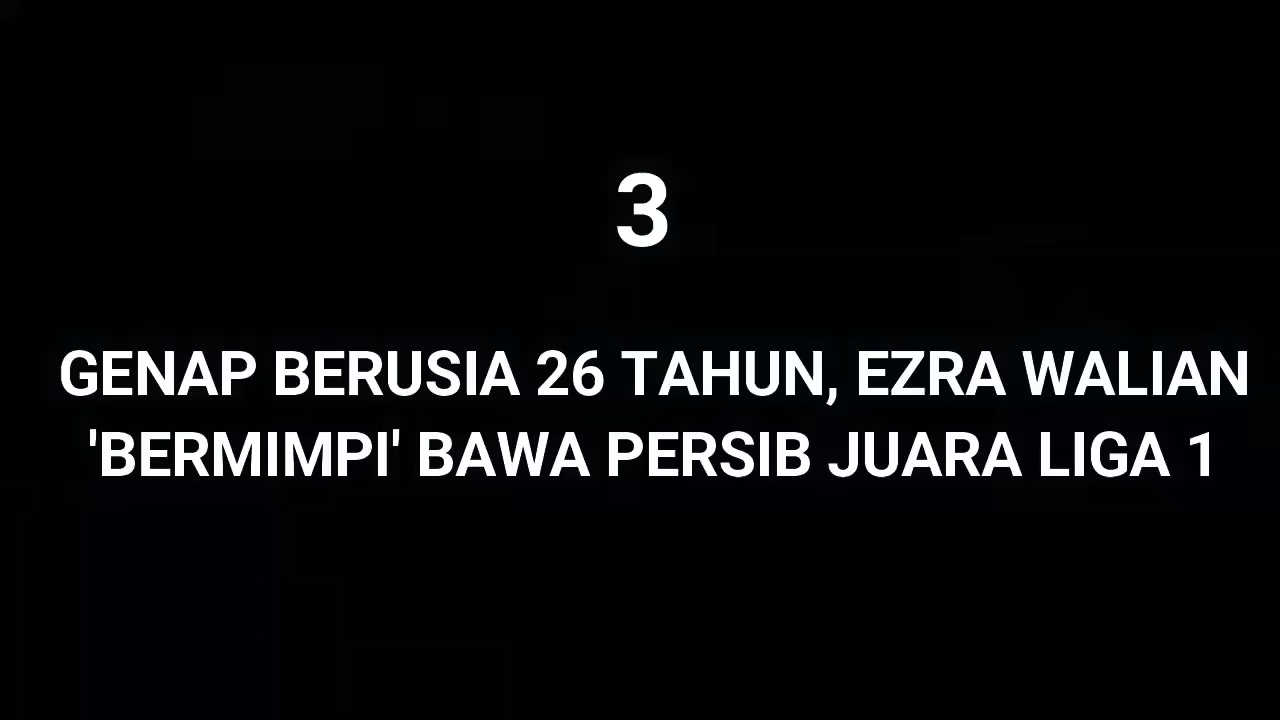 3
GENAP BERUSIA 26 TAHUN, EZRA WALIAN
'BERMIMPI' BAWA PERSIB JUARA LIGA 1